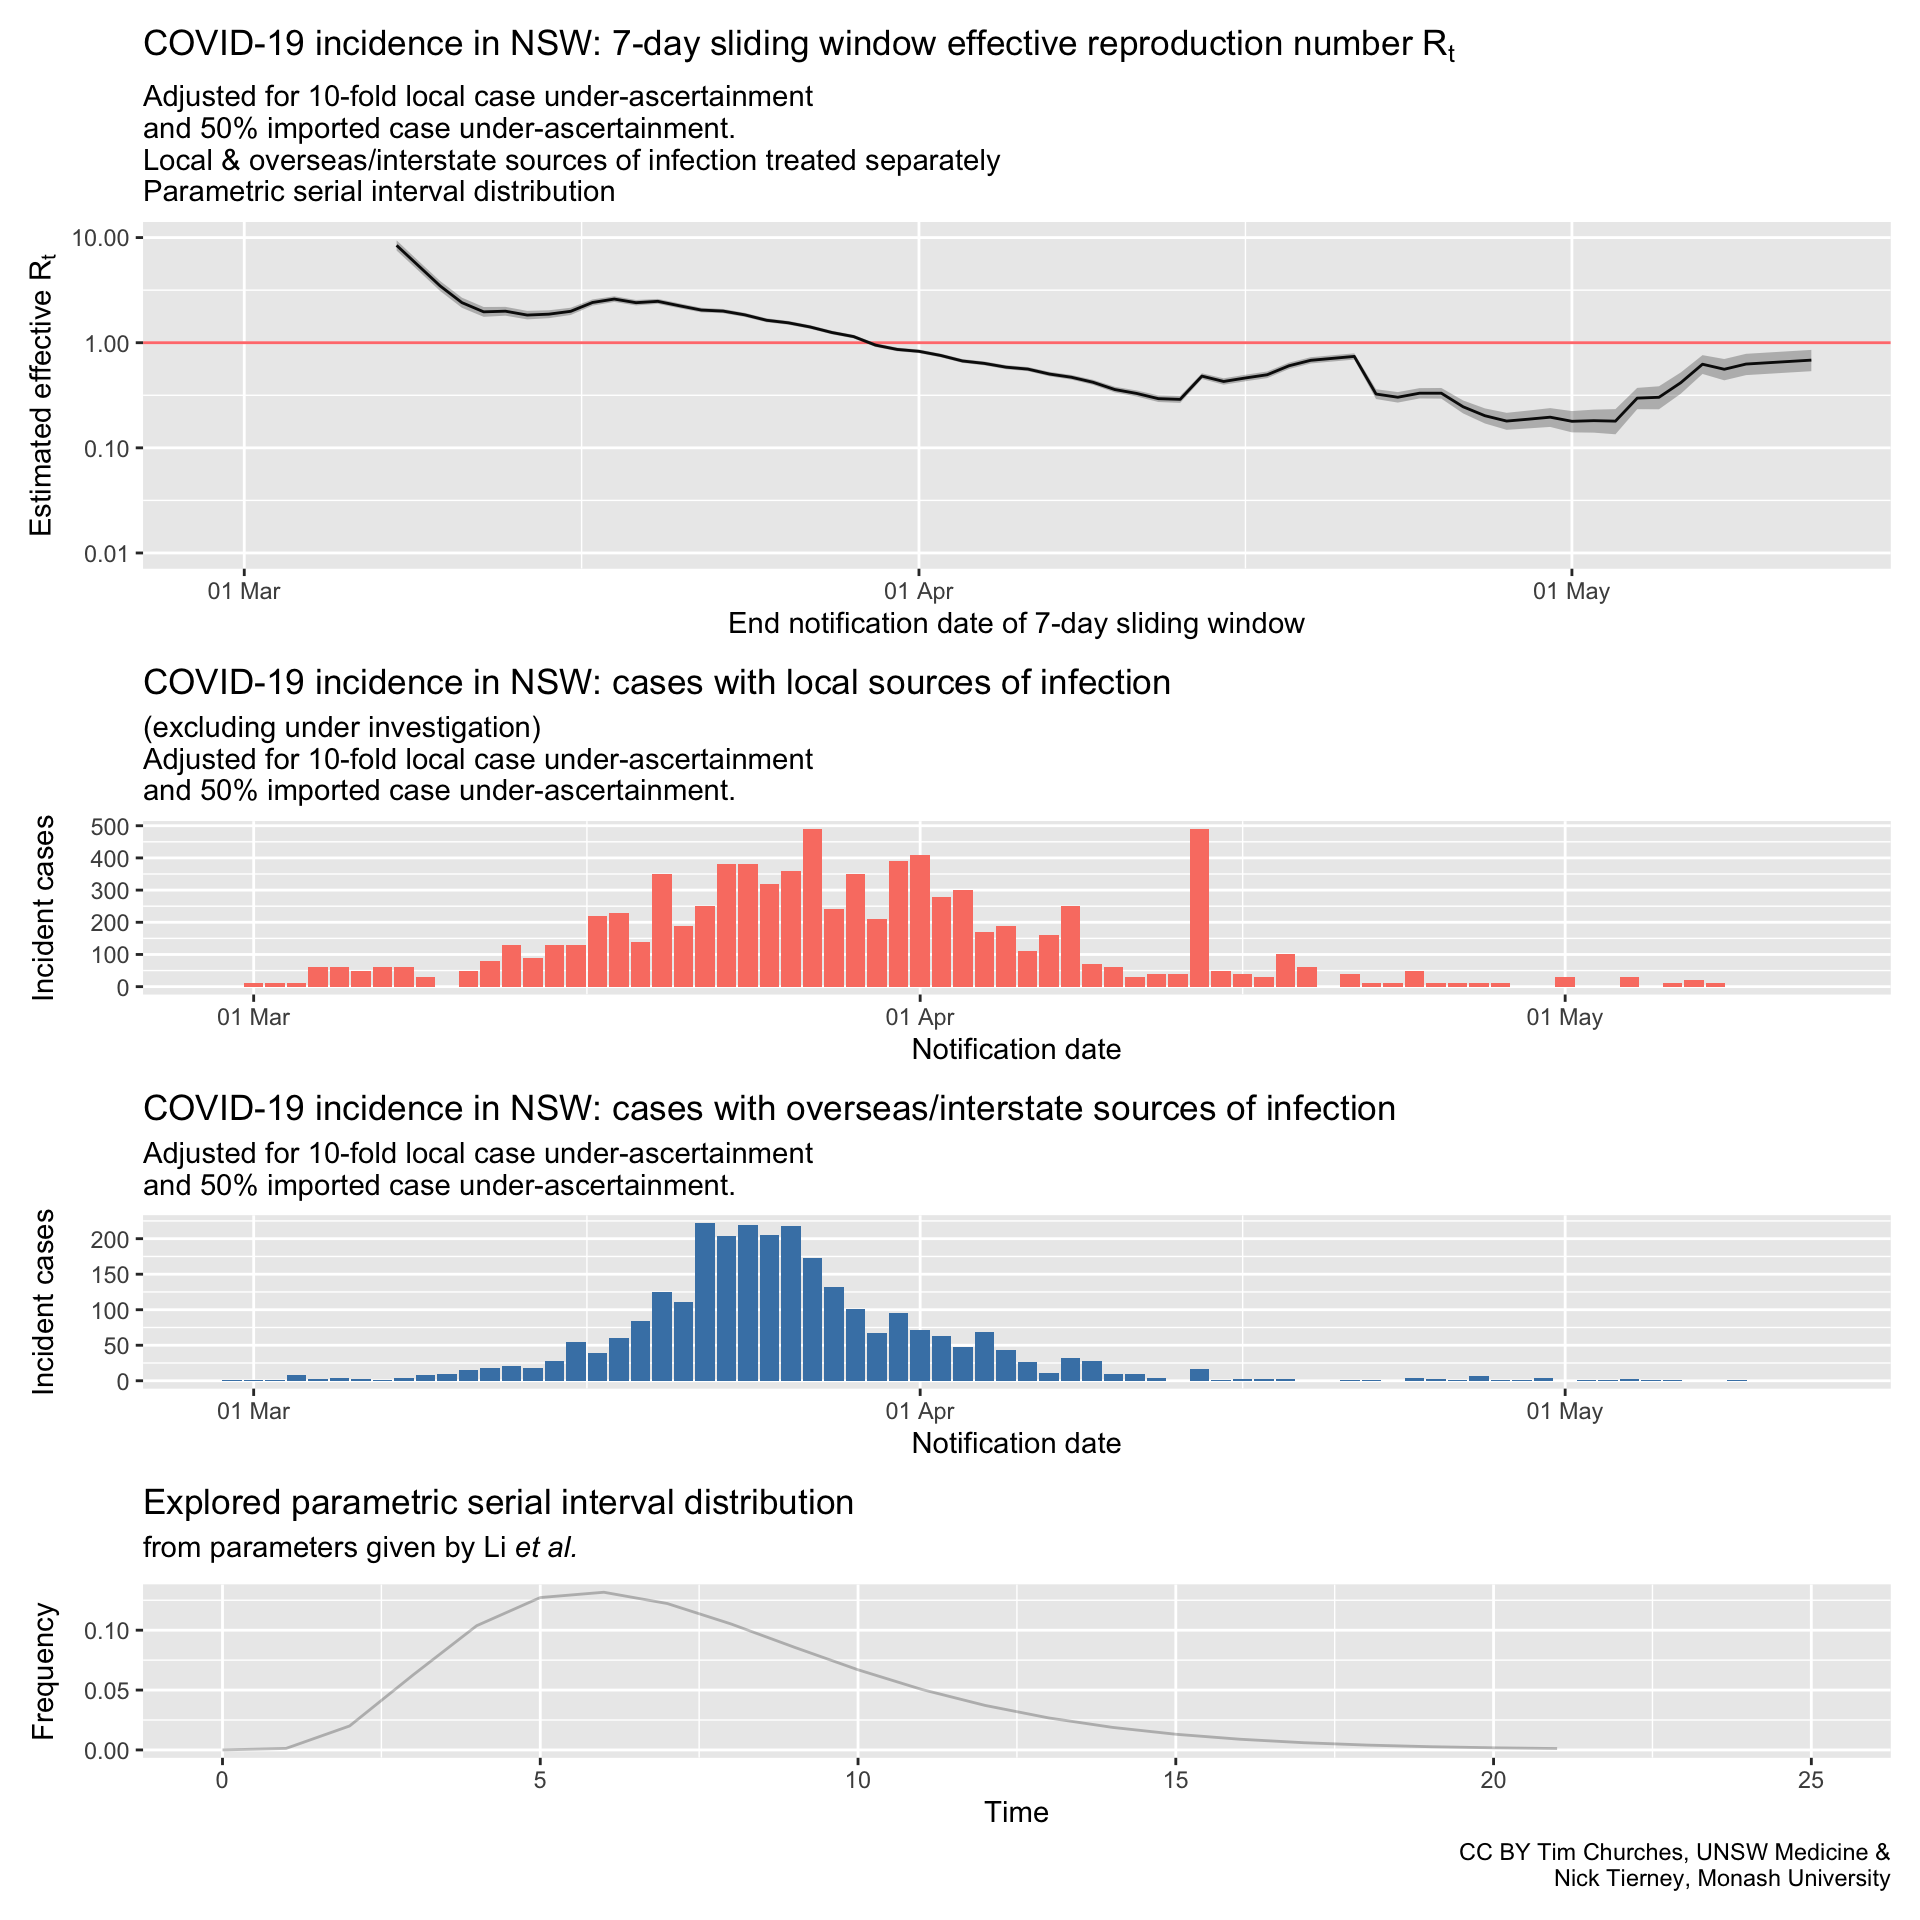 COVID-19 incidence in NSW: 7-day sliding window effective reproduction number Rt
Adjusted for 10-fold local case under-ascertainment
and 50% imported case under-ascertainment.
Local & overseas/interstate sources of infection treated separately
Parametric serial interval distribution
Estimated effective Rt
10.00
1.00
0.10
0.01
01 Mar
01 Apr
01 May
End notification date of 7-day sliding window
COVID-19 incidence in NSW: cases with local sources of infection
(excluding under investigation)
Adjusted for 10-fold local case under-ascertainment
and 50% imported case under-ascertainment.
Incident cases
500
400
300
200
100
0
01 Mar
01 Apr
01 May
Notification date
COVID-19 incidence in NSW: cases with overseas/interstate sources of infection
Adjusted for 10-fold local case under-ascertainment
and 50% imported case under-ascertainment.
Incident cases
200
150
100
50
0
01 Mar
01 Apr
01 May
Notification date
Explored parametric serial interval distribution
from parameters given by Li et al.
Frequency
0.10
0.05
0.00
0
5
10
15
20
25
Time
CC BY Tim Churches, UNSW Medicine &
Nick Tierney, Monash University